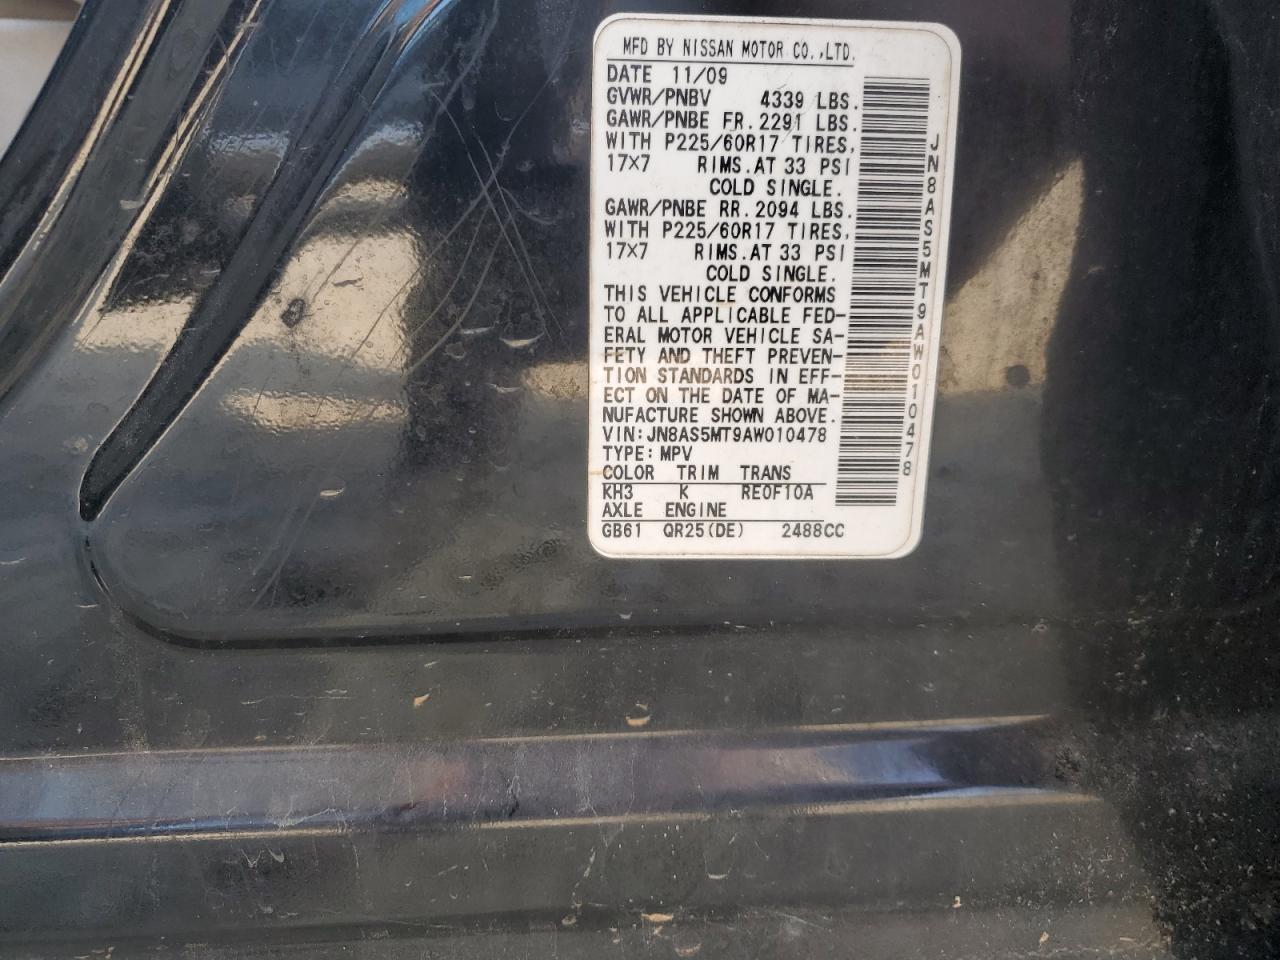 MFD BY NISSAN MOTOR CO.,LTD.
DATE 11/09
GVWR/PNBV 4339 LBS.
GAWR/PNBE FR. 2291 LBS.
WITH P225/60R17 TIRES,
17X7 RIMS.AT 33 PSI
COLD SINGLE.
GAWR/PNBE RR. 2094 LBS.
WITH P225/60R17 TIRES,
17X7 RIMS.AT 33 PSI
COLD SINGLE.
THIS VEHICLE CONFORMS
TO ALL APPLICABLE FED-
ERAL MOTOR VEHICLE SA-
FETY AND THEFT PREVEN-
TION STANDARDS IN EFF-
ECT ON THE DATE OF MA-
NUFACTURE SHOWN ABOVE.
VIN:JN8AS5MT9AW010478
TYPE:MPV
COLOR TRIM TRANS
KH3 K RE0F10A
AXLE ENGINE
GB61 QR25(DE) 2488CC
JN8AS5MT9AW010478